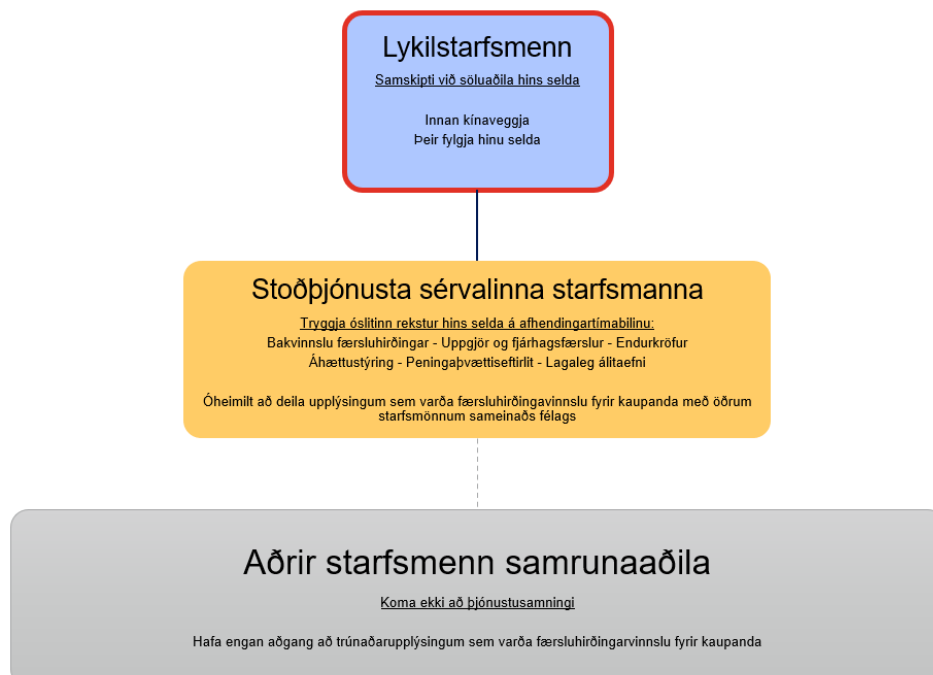 Lykilstarfsmenn
Samskipti við söluaðila hins selda
Innan kínaveggja
Þeir fylgja hinu selda
Stoðþjónusta sérvalinna starfsmanna
Tryggja óslitinn rekstur hins selda á afhendingartímabilinu:
Bakvinnslu færsluhirðingar - Uppgjör og fjárhagsfærslur - Endurkröfur
Áhættustýring - Peningaþvættiseftirlit - Lagaleg álitaefni
Óheimilt að deila upplýsingum sem varða færsluhirðingavinnslu fyrir kaupanda með öðrum
starfsmönnum sameinaðs félags
Aðrir starfsmenn samrunaaðila
Koma ekki að þjónustusamningi
Hafa engan aðgang að trúnaðarupplýsingum sem varða færsluhirðingarvinnslu fyrir kaupanda